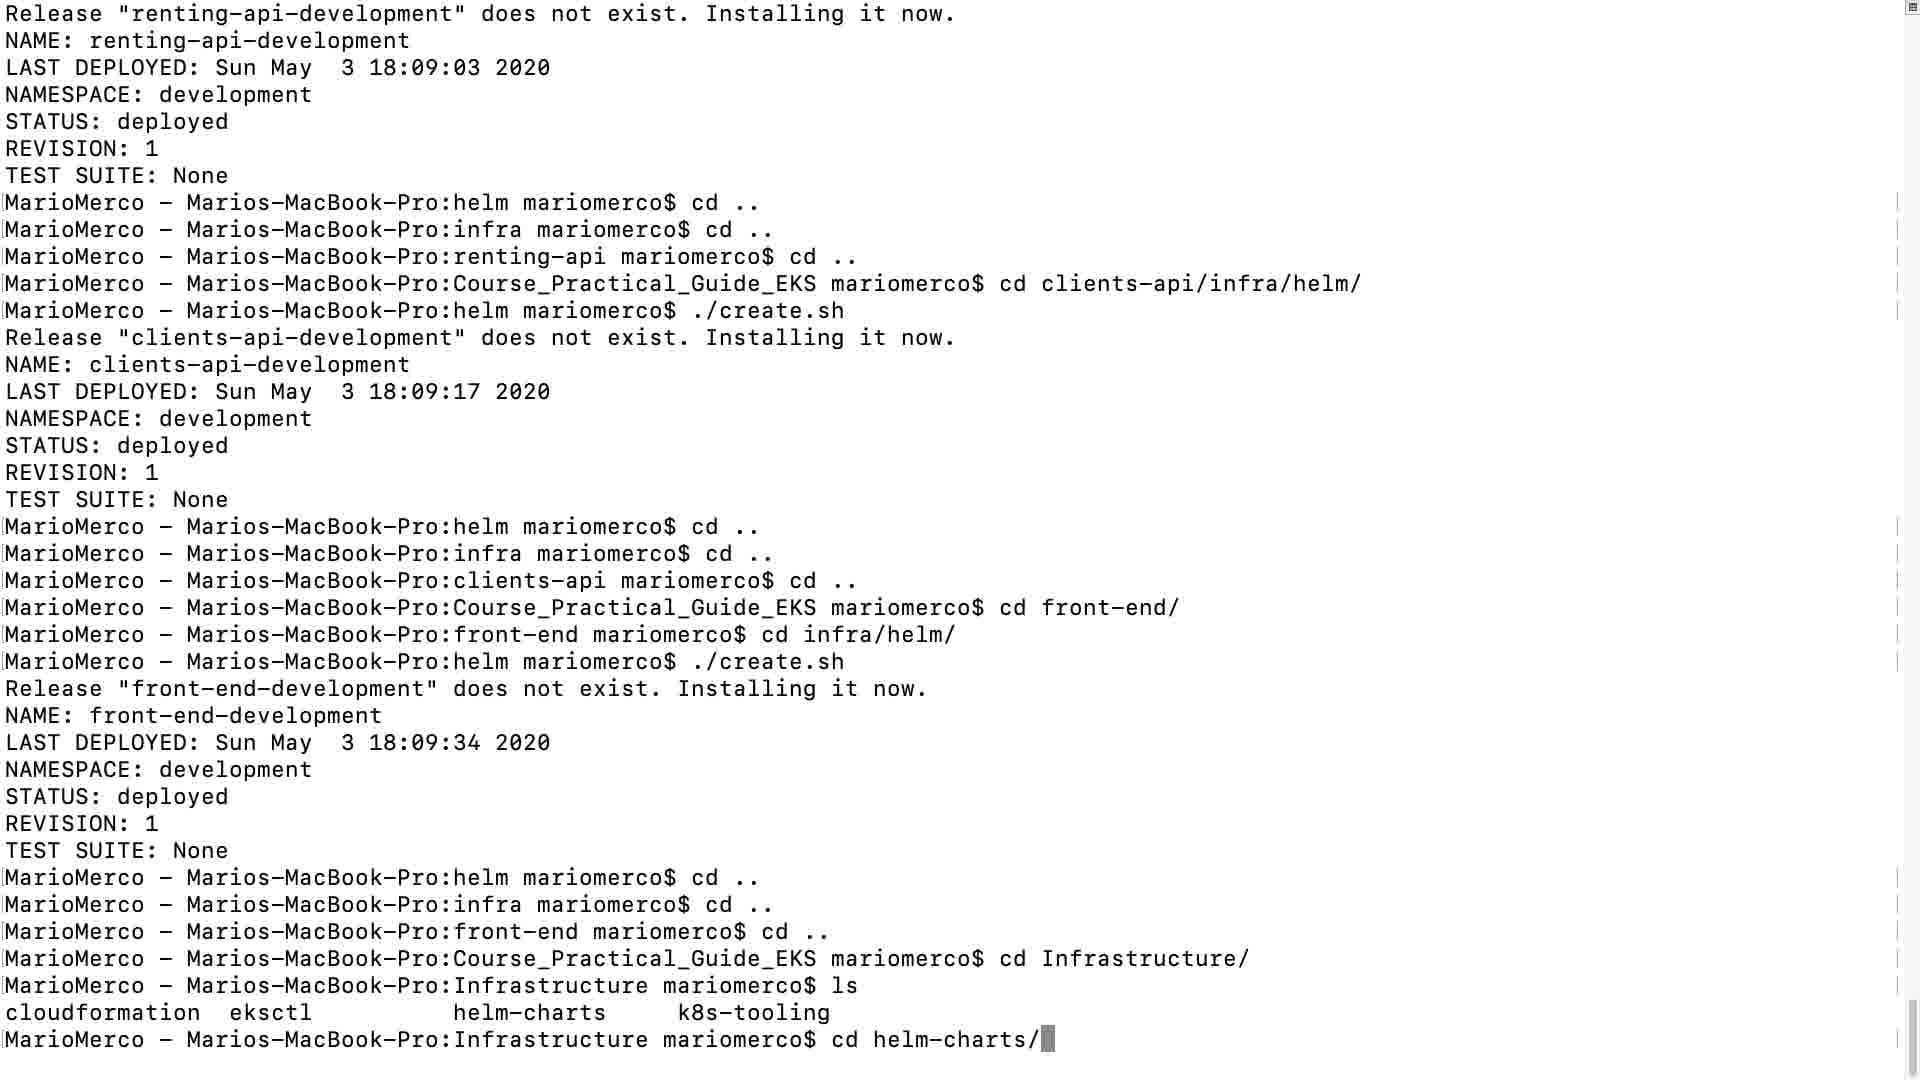 Release "renting-api-development" does not exist. Installing it now.
NAME: renting-api-development
LAST DEPLOYED: Sun May  3 18:09:03 2020
NAMESPACE: development
STATUS: deployed
REVISION: 1
TEST SUITE: None
MarioMerco - Marios-MacBook-Pro:helm mariomerco$ cd ..
MarioMerco - Marios-MacBook-Pro:infra mariomerco$ cd ..
MarioMerco - Marios-MacBook-Pro:renting-api mariomerco$ cd ..
MarioMerco - Marios-MacBook-Pro:Course_Practical_Guide_EKS mariomerco$ cd clients-api/infra/helm/
MarioMerco - Marios-MacBook-Pro:helm mariomerco$ ./create.sh
Release "clients-api-development" does not exist. Installing it now.
NAME: clients-api-development
LAST DEPLOYED: Sun May  3 18:09:17 2020
NAMESPACE: development
STATUS: deployed
REVISION: 1
TEST SUITE: None
MarioMerco - Marios-MacBook-Pro:helm mariomerco$ cd ..
MarioMerco - Marios-MacBook-Pro:infra mariomerco$ cd ..
MarioMerco - Marios-MacBook-Pro:clients-api mariomerco$ cd ..
MarioMerco - Marios-MacBook-Pro:Course_Practical_Guide_EKS mariomerco$ cd front-end/
MarioMerco - Marios-MacBook-Pro:front-end mariomerco$ cd infra/helm/
MarioMerco - Marios-MacBook-Pro:helm mariomerco$ ./create.sh
Release "front-end-development" does not exist. Installing it now.
NAME: front-end-development
LAST DEPLOYED: Sun May  3 18:09:34 2020
NAMESPACE: development
STATUS: deployed
REVISION: 1
TEST SUITE: None
MarioMerco - Marios-MacBook-Pro:helm mariomerco$ cd ..
MarioMerco - Marios-MacBook-Pro:infra mariomerco$ cd ..
MarioMerco - Marios-MacBook-Pro:front-end mariomerco$ cd ..
MarioMerco - Marios-MacBook-Pro:Course_Practical_Guide_EKS mariomerco$ cd Infrastructure/
MarioMerco - Marios-MacBook-Pro:Infrastructure mariomerco$ ls
cloudformation  eksctl          helm-charts     k8s-tooling
MarioMerco - Marios-MacBook-Pro:Infrastructure mariomerco$ cd helm-charts/